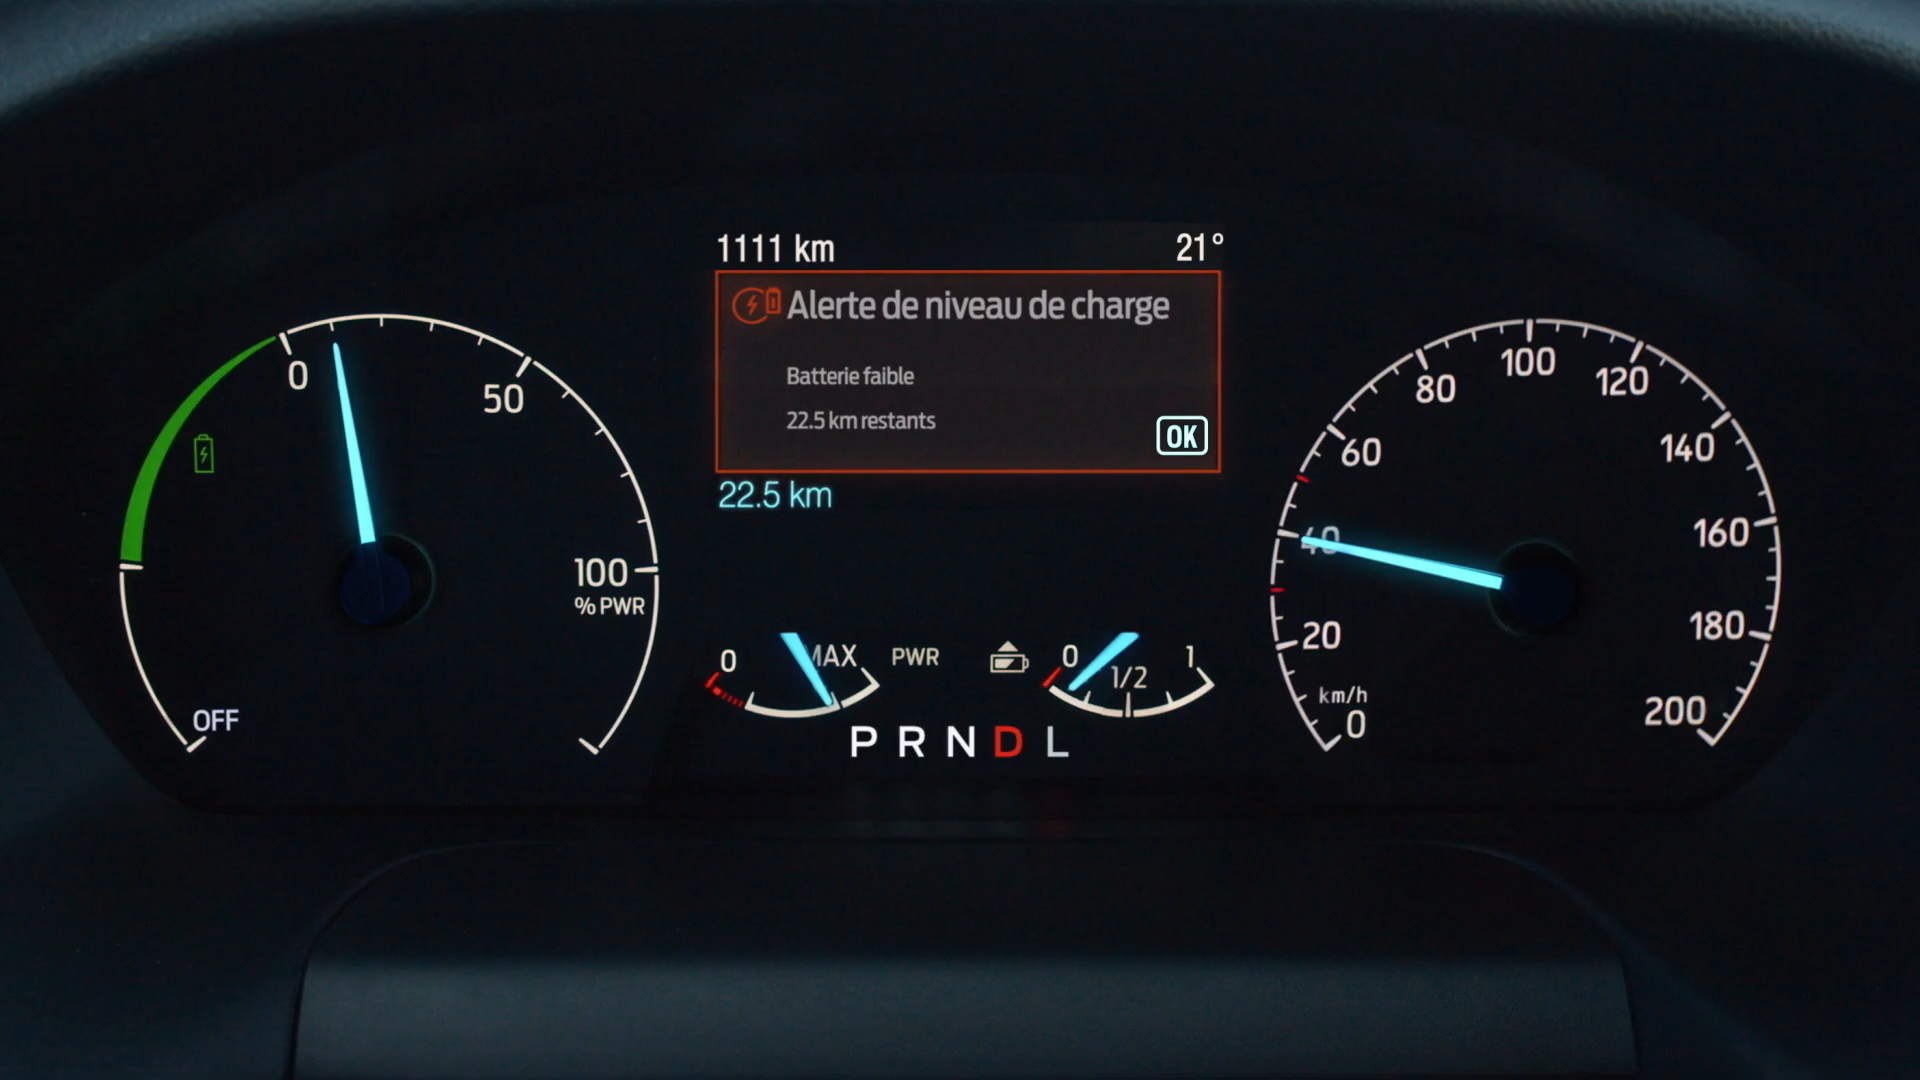 1111 km 21°
Alerte de niveau de charge
Batterie faible
22.5 km restants
OK
22.5 km
0
50
100
% PWR
OFF
0 MAX PWR
0 1/2 1
P R N D L
km/h
0
20
40
60
80
100
120
140
160
180
200